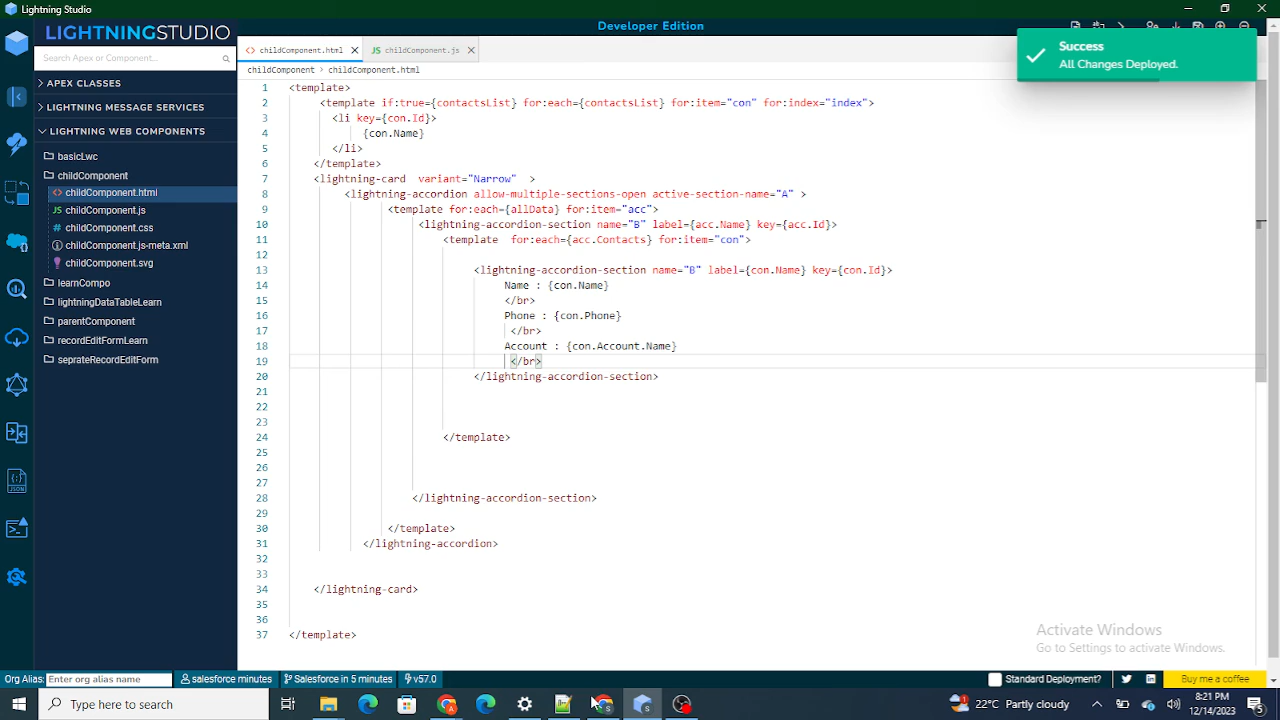 Lightning Studio
Developer Edition
LIGHTNINGSTUDIO
Search Apex or Component...
APEX CLASSES
LIGHTNING MESSAGE SERVICES
LIGHTNING WEB COMPONENTS
basicLwc
childComponent
<> childComponent.html
JS childComponent.js
# childComponent.css
childComponent.js-meta.xml
childComponent.svg
learnCompo
lightningDataTableLearn
parentComponent
recordEditFormLearn
seprateRecordEditForm
<> childComponent.html
JS childComponent.js
childComponent > childComponent.html
Success
All Changes Deployed.
1 <template>
2 <template if:true={contactsList} for:each={contactsList} for:item="con" for:index="index">
3 <li key={con.Id}>
4 {con.Name}
5 </li>
6 </template>
7 <lightning-card variant="Narrow" >
8 <lightning-accordion allow-multiple-sections-open active-section-name="A" >
9 <template for:each={allData} for:item="acc">
10 <lightning-accordion-section name="B" label={acc.Name} key={acc.Id}>
11 <template for:each={acc.Contacts} for:item="con">
12
13 <lightning-accordion-section name="B" label={con.Name} key={con.Id}>
14 Name : {con.Name}
15 </br>
16 Phone : {con.Phone}
17 </br>
18 Account : {con.Account.Name}
19 </br>
20 </lightning-accordion-section>
21
22
23
24 </template>
25
26
27
28 </lightning-accordion-section>
29
30 </template>
31 </lightning-accordion>
32
33
34 </lightning-card>
35
36
37 </template>
Activate Windows
Go to Settings to activate Windows.
Org Alias: Enter org alias name
salesforce minutes
Salesforce in 5 minutes
v57.0
Standard Deployment?
Buy me a coffee
Type here to search
22°C Partly cloudy
8:21 PM
12/14/2023
5